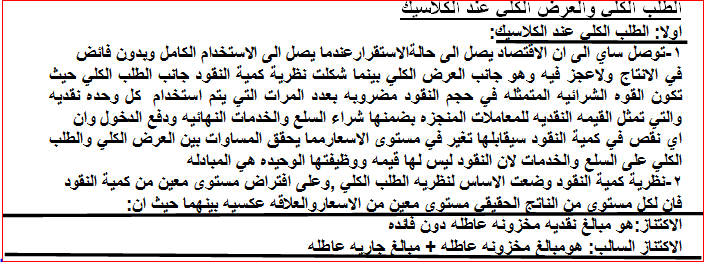 الطلب الكلي والعرض الكلي عند الكلاسيك
اولا: الطلب الكلي عند الكلاسيك:
١-توصل ساي الى ان الاقتصاد يصل الى حالةالاستقرارعندما يصل الى الاستخدام الكامل وبدون فائض
في الانتاج ولاعجز فيه وهو جانب العرض الكلي بينما شكلت نظرية كمية النقود جانب الطلب الكلي حيث
تكون القوه الشرائيه المتمثله في حجم النقود مضروبه بعدد المرات التي يتم استخدام كل وحده نقديه
والتي تمثل القيمه النقديه للمعاملات المنجزه بضمنها شراء السلع والخدمات النهائيه ودفع الدخول وان
اي نقص في كمية النقود سيقابلها تغير في مستوى الاسعارمما يحقق المساوات بين العرض الكلي والطلب
الكلي على السلع والخدمات لان النقود ليس لها قيمه ووظيفتها الوحيده هي المبادله
٢-نظرية كمية النقود وضعت الاساس لنظريه الطلب الكلي ,وعلى افتراض مستوى معين من كمية النقود
فان لكل مستوى من الناتج الحقيقي مستوى معين من الاسعاروالعلاقه عكسيه بينهما حيث ان:
الاكتناز:هو مبالغ نقديه مخزونه عاطله دون فائده
الاكتناز السالب: هومبالغ مخزونه عاطله + مبالغ جاريه عاطله